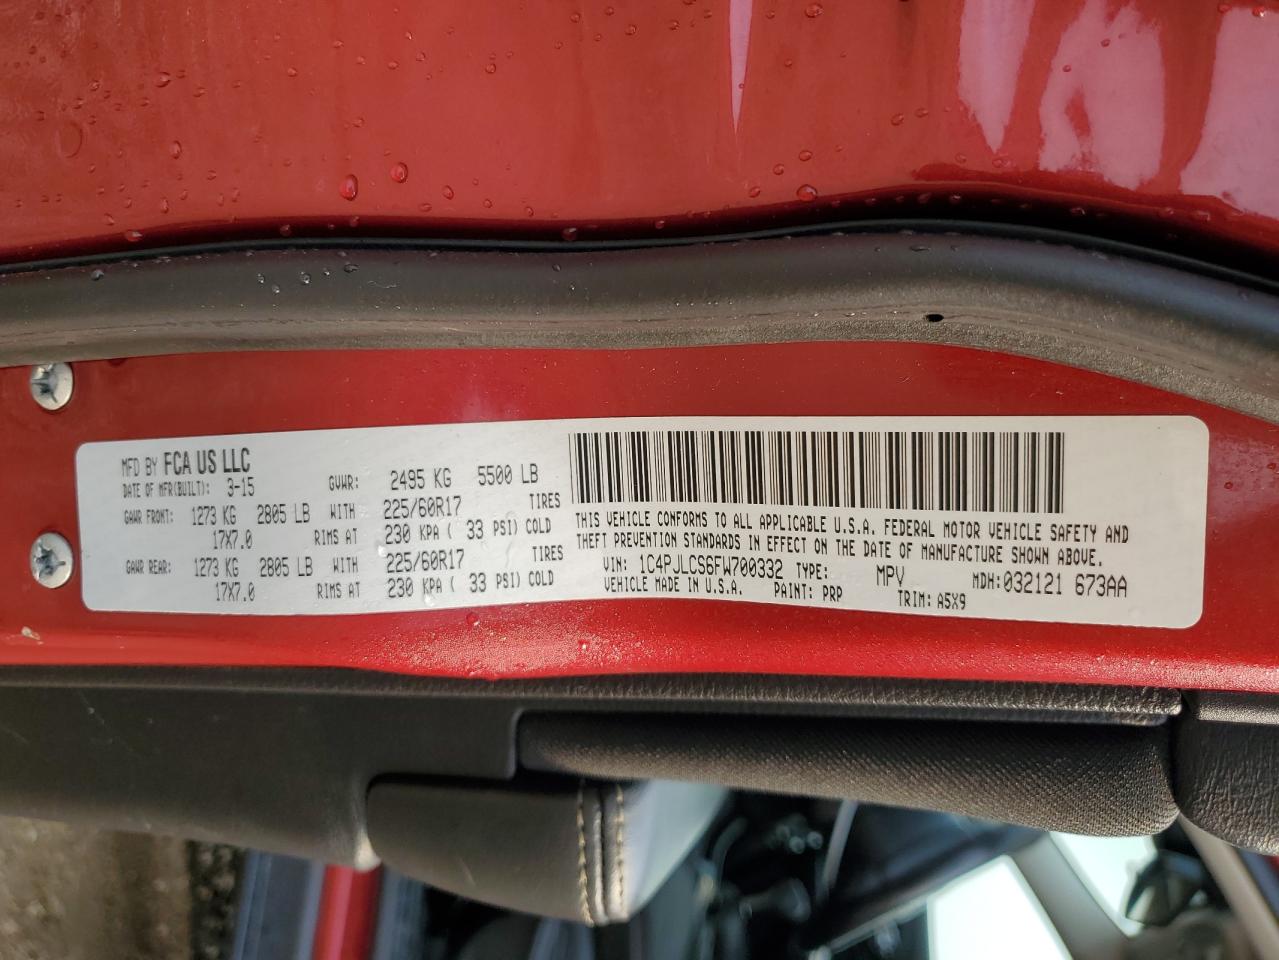 MFD BY FCA US LLC
DATE OF MFR(BUILT): 3-15 GVWR: 2495 KG 5500 LB
GAWR FRONT: 1273 KG 2805 LB WITH 225/60R17 TIRES
17X7.0 RIMS AT 230 KPA ( 33 PSI) COLD
GAWR REAR: 1273 KG 2805 LB WITH 225/60R17 TIRES
17X7.0 RIMS AT 230 KPA ( 33 PSI) COLD
THIS VEHICLE CONFORMS TO ALL APPLICABLE U.S.A. FEDERAL MOTOR VEHICLE SAFETY AND
THEFT PREVENTION STANDARDS IN EFFECT ON THE DATE OF MANUFACTURE SHOWN ABOVE.
VIN: 1C4PJLCS6FW700332 TYPE: MPV MDH:032121 673AA
VEHICLE MADE IN U.S.A. PAINT: PRP TRIM: A5X9